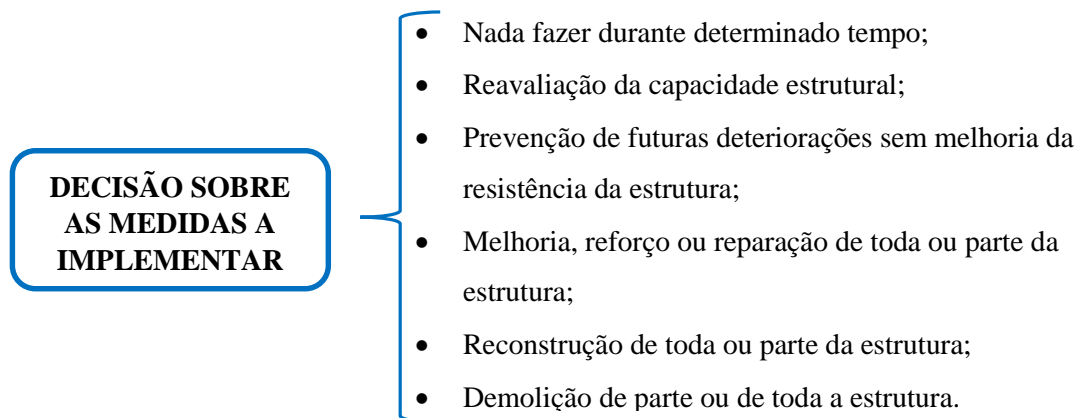 DECISÃO SOBRE
AS MEDIDAS A
IMPLEMENTAR
• Nada fazer durante determinado tempo;
• Reavaliação da capacidade estrutural;
• Prevenção de futuras deteriorações sem melhoria da
resistência da estrutura;
• Melhoria, reforço ou reparação de toda ou parte da
estrutura;
• Reconstrução de toda ou parte da estrutura;
• Demolição de parte ou de toda a estrutura.